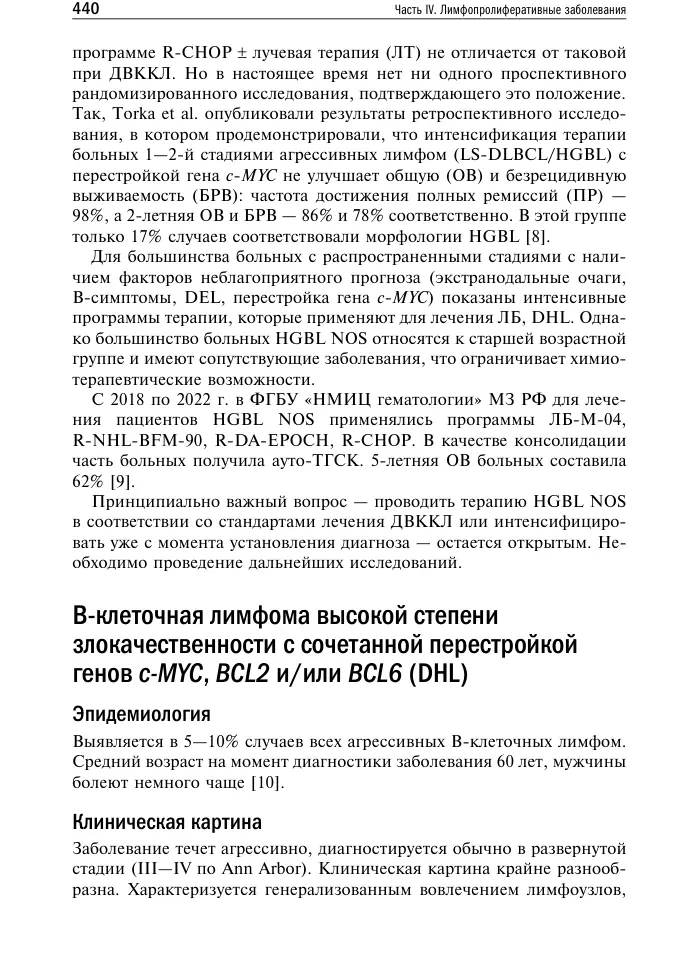 440
Часть IV. Лимфопролиферативные заболевания
программе R-CHOP ± лучевая терапия (ЛТ) не отличается от таковой
при ДВККЛ. Но в настоящее время нет ни одного проспективного
рандомизированного исследования, подтверждающего это положение.
Так, Torka et al. опубликовали результаты ретроспективного исследо-
вания, в котором продемонстрировали, что интенсификация терапии
больных 1—2-й стадиями агрессивных лимфом (LS-DLBCL/HGBL) с
перестройкой гена c-MYC не улучшает общую (ОВ) и безрецидивную
выживаемость (БРВ): частота достижения полных ремиссий (ПР) —
98%, а 2-летняя ОВ и БРВ — 86% и 78% соответственно. В этой группе
только 17% случаев соответствовали морфологии HGBL [8].
Для большинства больных с распространенными стадиями с нали-
чием факторов неблагоприятного прогноза (экстранодальные очаги,
В-симптомы, DEL, перестройка гена c-MYC) показаны интенсивные
программы терапии, которые применяют для лечения ЛБ, DHL. Одна-
ко большинство больных HGBL NOS относятся к старшей возрастной
группе и имеют сопутствующие заболевания, что ограничивает химио-
терапевтические возможности.
С 2018 по 2022 г. в ФГБУ «НМИЦ гематологии» МЗ РФ для лече-
ния пациентов HGBL NOS применялись программы ЛБ-М-04,
R-NHL-BFM-90, R-DA-EPOCH, R-CHOP. В качестве консолидации
часть больных получила ауто-ТГСК. 5-летняя ОВ больных составила
62% [9].
Принципиально важный вопрос — проводить терапию HGBL NOS
в соответствии со стандартами лечения ДВККЛ или интенсифициро-
вать уже с момента установления диагноза — остается открытым. Не-
обходимо проведение дальнейших исследований.
В-клеточная лимфома высокой степени
злокачественности с сочетанной перестройкой
генов c-MYC, BCL2 и/или BCL6 (DHL)
Эпидемиология
Выявляется в 5—10% случаев всех агрессивных В-клеточных лимфом.
Средний возраст на момент диагностики заболевания 60 лет, мужчины
болеют немного чаще [10].
Клиническая картина
Заболевание течет агрессивно, диагностируется обычно в развернутой
стадии (III—IV по Ann Arbor). Клиническая картина крайне разнооб-
разна. Характеризуется генерализованным вовлечением лимфоузлов,